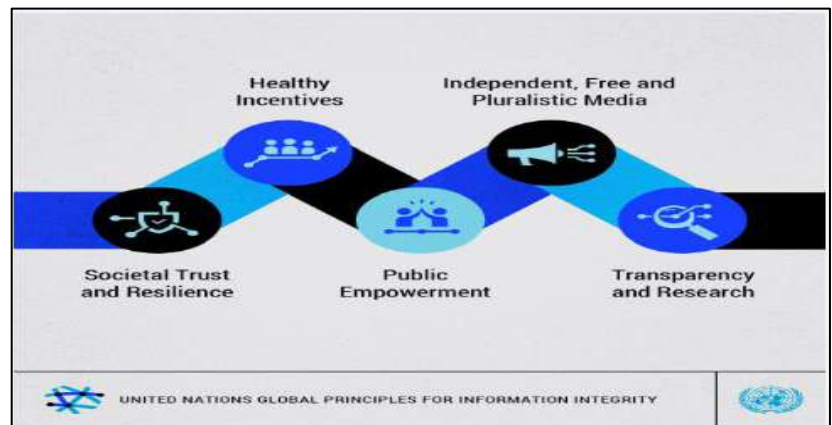 Healthy
Incentives
Independent, Free and
Pluralistic Media
Societal Trust
and Resilience
Public
Empowerment
Transparency
and Research
UNITED NATIONS GLOBAL PRINCIPLES FOR INFORMATION INTEGRITY